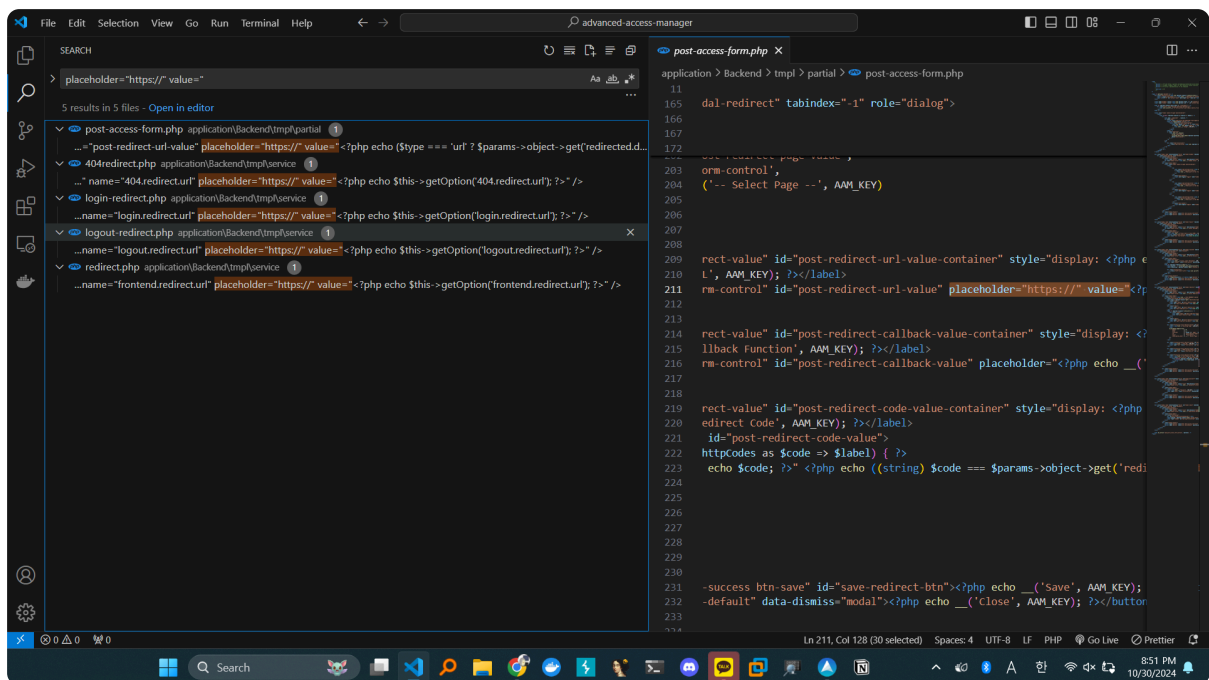 File Edit Selection View Go Run Terminal Help
advanced-access-manager
SEARCH
placeholder="https://" value="
Aa ab .*
5 results in 5 files - Open in editor
post-access-form.php application\Backend\tmpl\partial 1
..."post-redirect-url-value" placeholder="https://" value="<?php echo ($type === 'url' ? $params->object->get('redirected.d...
404redirect.php application\Backend\tmpl\service 1
..." name="404.redirect.url" placeholder="https://" value="<?php echo $this->getOption('404.redirect.url'); ?>" />
login-redirect.php application\Backend\tmpl\service 1
...name="login.redirect.url" placeholder="https://" value="<?php echo $this->getOption('login.redirect.url'); ?>" />
logout-redirect.php application\Backend\tmpl\service 1
...name="logout.redirect.url" placeholder="https://" value="<?php echo $this->getOption('logout.redirect.url'); ?>" />
redirect.php application\Backend\tmpl\service 1
...name="frontend.redirect.url" placeholder="https://" value="<?php echo $this->getOption('frontend.redirect.url'); ?>" />
post-access-form.php
application > Backend > tmpl > partial > post-access-form.php
11
165 dal-redirect" tabindex="-1" role="dialog">
166
167
172
203 orm-control',
204 ('-- Select Page --', AAM_KEY)
205
206
207
208
209 rect-value" id="post-redirect-url-value-container" style="display: <?php e
210 L', AAM_KEY); ?></label>
211 rm-control" id="post-redirect-url-value" placeholder="https://" value="<?p
212
213
214 rect-value" id="post-redirect-callback-value-container" style="display: <?
215 llback Function', AAM_KEY); ?></label>
216 rm-control" id="post-redirect-callback-value" placeholder="<?php echo __('
217
218
219 rect-value" id="post-redirect-code-value-container" style="display: <?php
220 edirect Code', AAM_KEY); ?></label>
221 id="post-redirect-code-value">
222 httpCodes as $code => $label) { ?>
223 echo $code; ?>" <?php echo ((string) $code === $params->object->get('redi
224
225
226
227
228
229
230
231 -success btn-save" id="save-redirect-btn"><?php echo __('Save', AAM_KEY);
232 -default" data-dismiss="modal"><?php echo __('Close', AAM_KEY); ?></button
233
0 0 0
Ln 211, Col 128 (30 selected) Spaces: 4 UTF-8 LF PHP Go Live Prettier
Search
TALK
A 한
8:51 PM
10/30/2024